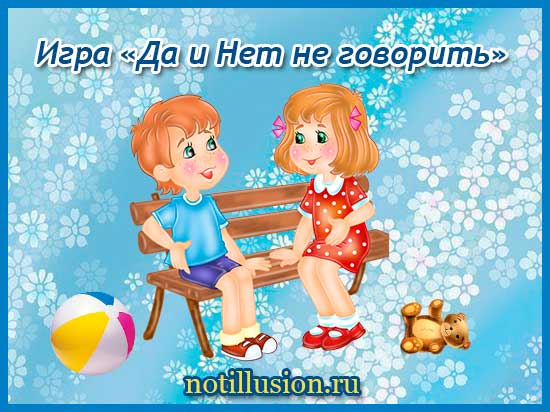 Игра «Да и Нет не говорить»
notillusion.ru